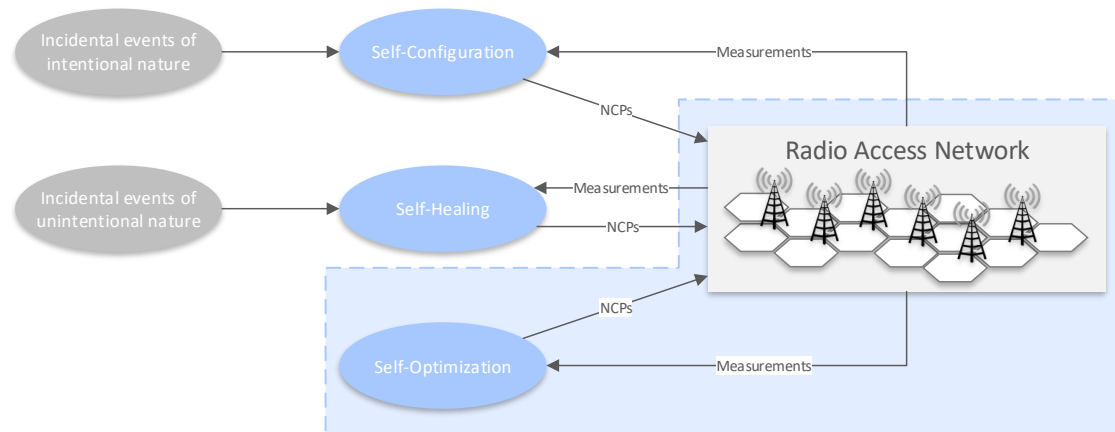 Incidental events of
intentional nature
Self-Configuration
Measurements
NCPs
Radio Access Network
Incidental events of
unintentional nature
Self-Healing
Measurements
NCPs
NCPs
Self-Optimization
Measurements